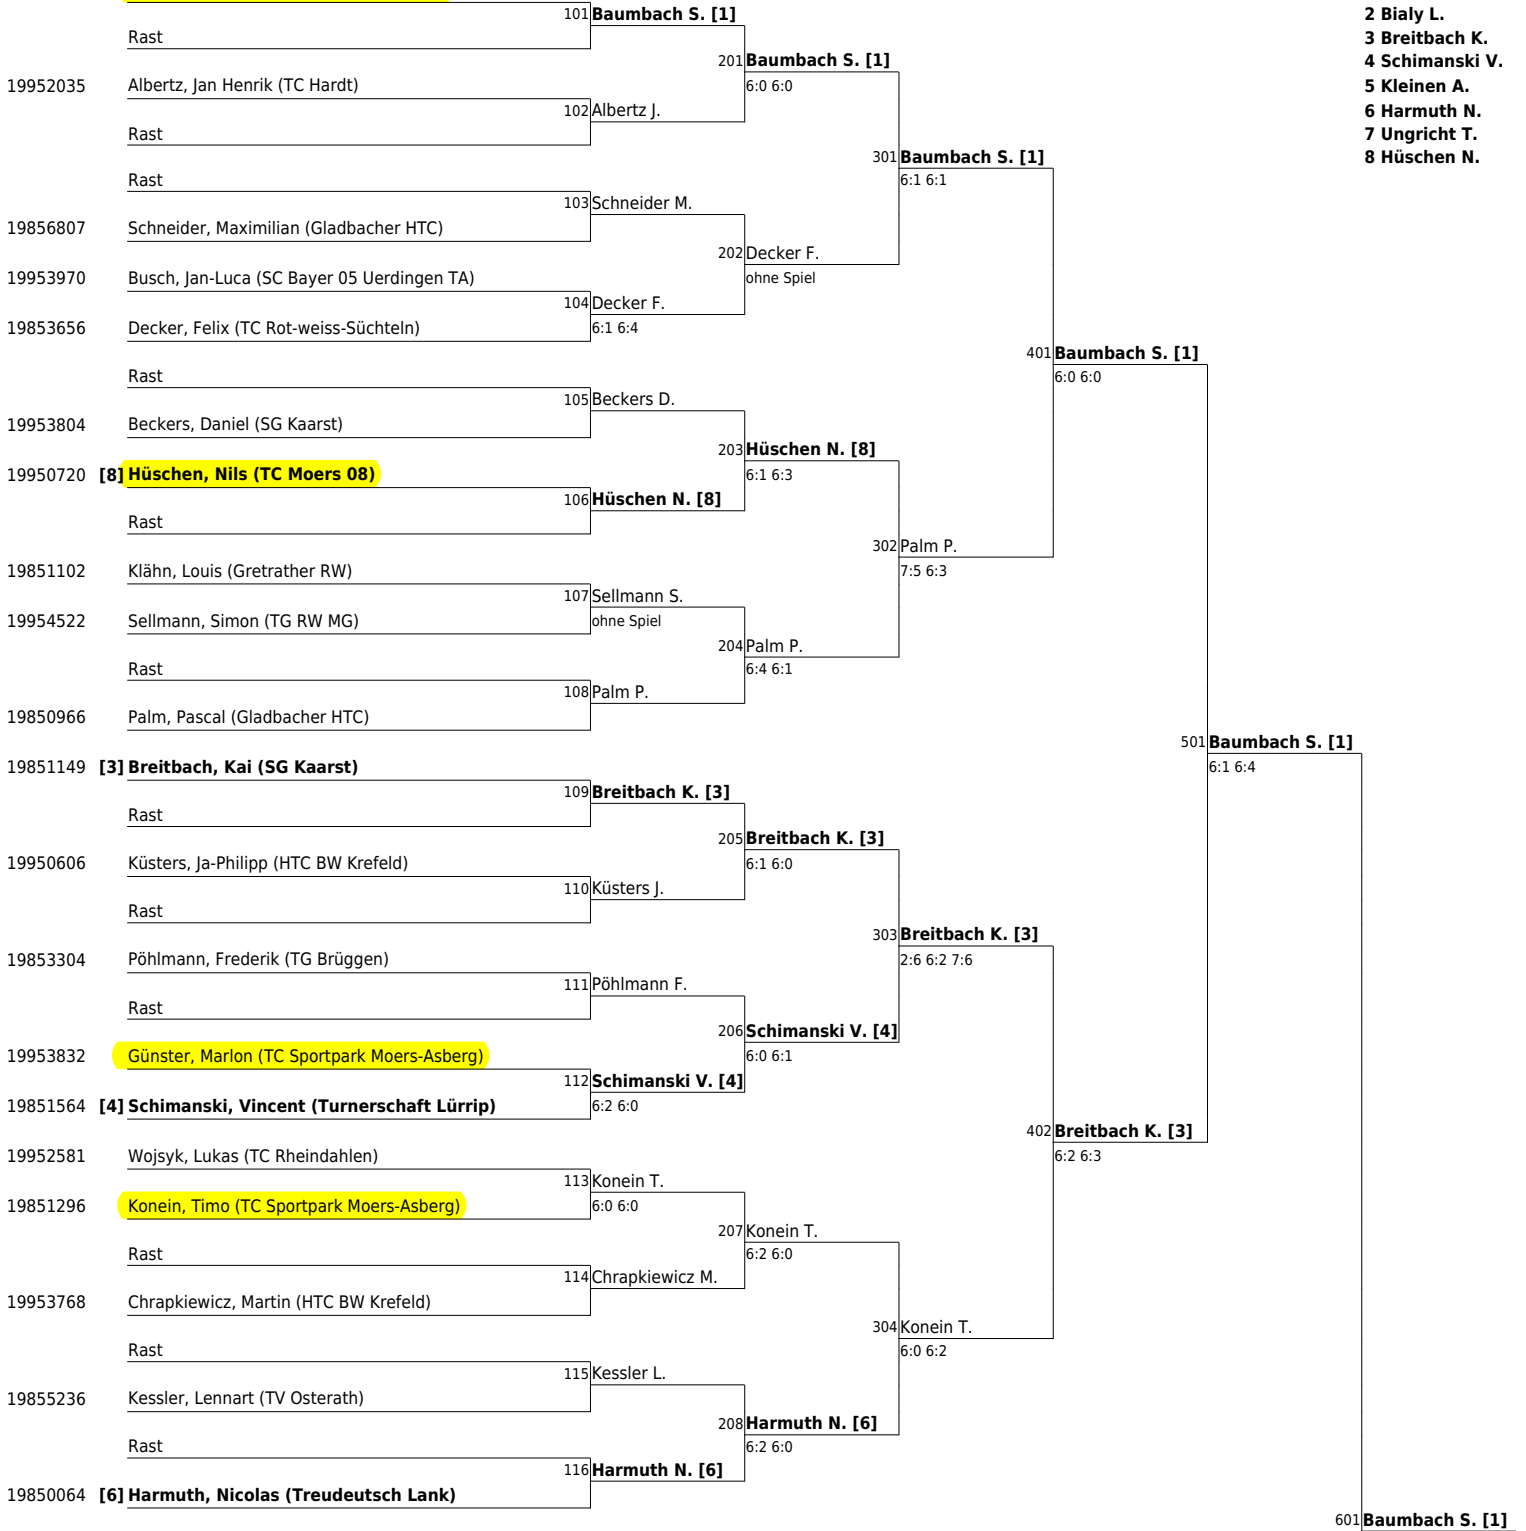 101 Baumbach S. [1]
2 Bialy L.
Rast
3 Breitbach K.
201 Baumbach S. [1]
4 Schimanski V.
19952035 Albertz, Jan Henrik (TC Hardt)
6:0 6:0
5 Kleinen A.
102 Albertz J.
6 Harmuth N.
Rast
7 Ungricht T.
301 Baumbach S. [1]
8 Hüschen N.
Rast
6:1 6:1
103 Schneider M.
19856807 Schneider, Maximilian (Gladbacher HTC)
202 Decker F.
19953970 Busch, Jan-Luca (SC Bayer 05 Uerdingen TA)
ohne Spiel
104 Decker F.
19853656 Decker, Felix (TC Rot-weiss-Süchteln)
6:1 6:4
401 Baumbach S. [1]
Rast
6:0 6:0
105 Beckers D.
19953804 Beckers, Daniel (SG Kaarst)
203 Hüschen N. [8]
19950720 [8] Hüschen, Nils (TC Moers 08)
6:1 6:3
106 Hüschen N. [8]
Rast
302 Palm P.
19851102 Klähn, Louis (Gretrather RW)
7:5 6:3
107 Sellmann S.
19954522 Sellmann, Simon (TG RW MG)
ohne Spiel
204 Palm P.
Rast
6:4 6:1
108 Palm P.
19850966 Palm, Pascal (Gladbacher HTC)
501 Baumbach S. [1]
19851149 [3] Breitbach, Kai (SG Kaarst)
6:1 6:4
109 Breitbach K. [3]
Rast
205 Breitbach K. [3]
19950606 Küsters, Ja-Philipp (HTC BW Krefeld)
6:1 6:0
110 Küsters J.
Rast
303 Breitbach K. [3]
19853304 Pöhlmann, Frederik (TG Brüggen)
2:6 6:2 7:6
111 Pöhlmann F.
Rast
206 Schimanski V. [4]
19953832 Günster, Marlon (TC Sportpark Moers-Asberg)
6:0 6:1
112 Schimanski V. [4]
19851564 [4] Schimanski, Vincent (Turnerschaft Lürrip)
6:2 6:0
402 Breitbach K. [3]
19952581 Wojsyk, Lukas (TC Rheindahlen)
6:2 6:3
113 Konein T.
19851296 Konein, Timo (TC Sportpark Moers-Asberg)
6:0 6:0
207 Konein T.
Rast
6:2 6:0
114 Chrapkiewicz M.
19953768 Chrapkiewicz, Martin (HTC BW Krefeld)
304 Konein T.
Rast
6:0 6:2
115 Kessler L.
19855236 Kessler, Lennart (TV Osterath)
208 Harmuth N. [6]
Rast
6:2 6:0
116 Harmuth N. [6]
19850064 [6] Harmuth, Nicolas (Treudeutsch Lank)
601 Baumbach S. [1]